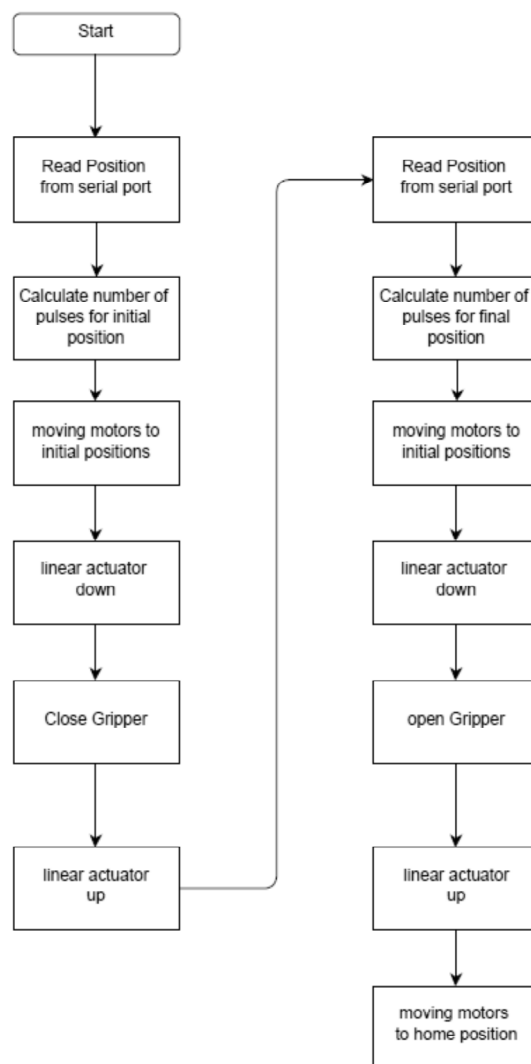 Start
Read Position
from serial port
Calculate number of
pulses for initial
position
moving motors to
initial positions
linear actuator
down
Close Gripper
linear actuator
up
Read Position
from serial port
Calculate number of
pulses for final
position
moving motors to
initial positions
linear actuator
down
open Gripper
linear actuator
up
moving motors
to home position